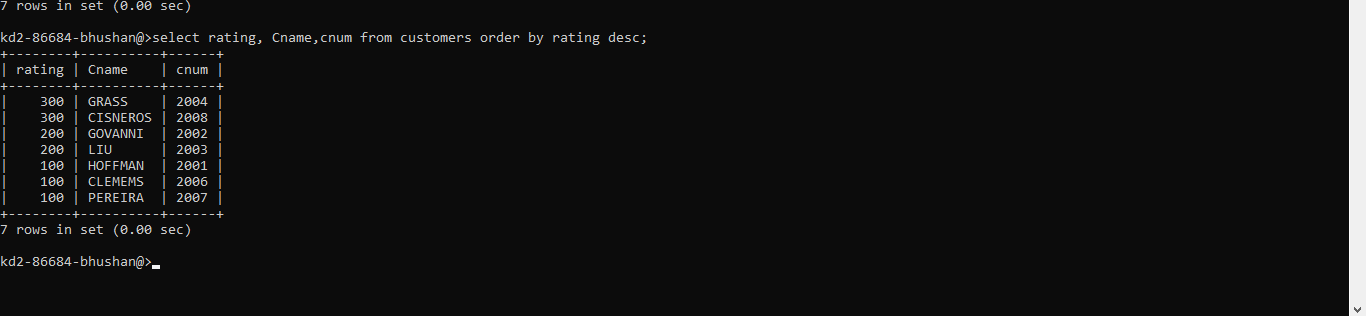 7 rows in set (0.00 sec)
kd2-86684-bhushan@>select rating, Cname,cnum from customers order by rating desc;
+--------+----------+------+
| rating | Cname    | cnum |
+--------+----------+------+
|    300 | GRASS    | 2004 |
|    300 | CISNEROS | 2008 |
|    200 | GOVANNI  | 2002 |
|    200 | LIU      | 2003 |
|    100 | HOFFMAN  | 2001 |
|    100 | CLEMEMS  | 2006 |
|    100 | PEREIRA  | 2007 |
+--------+----------+------+
7 rows in set (0.00 sec)
kd2-86684-bhushan@>